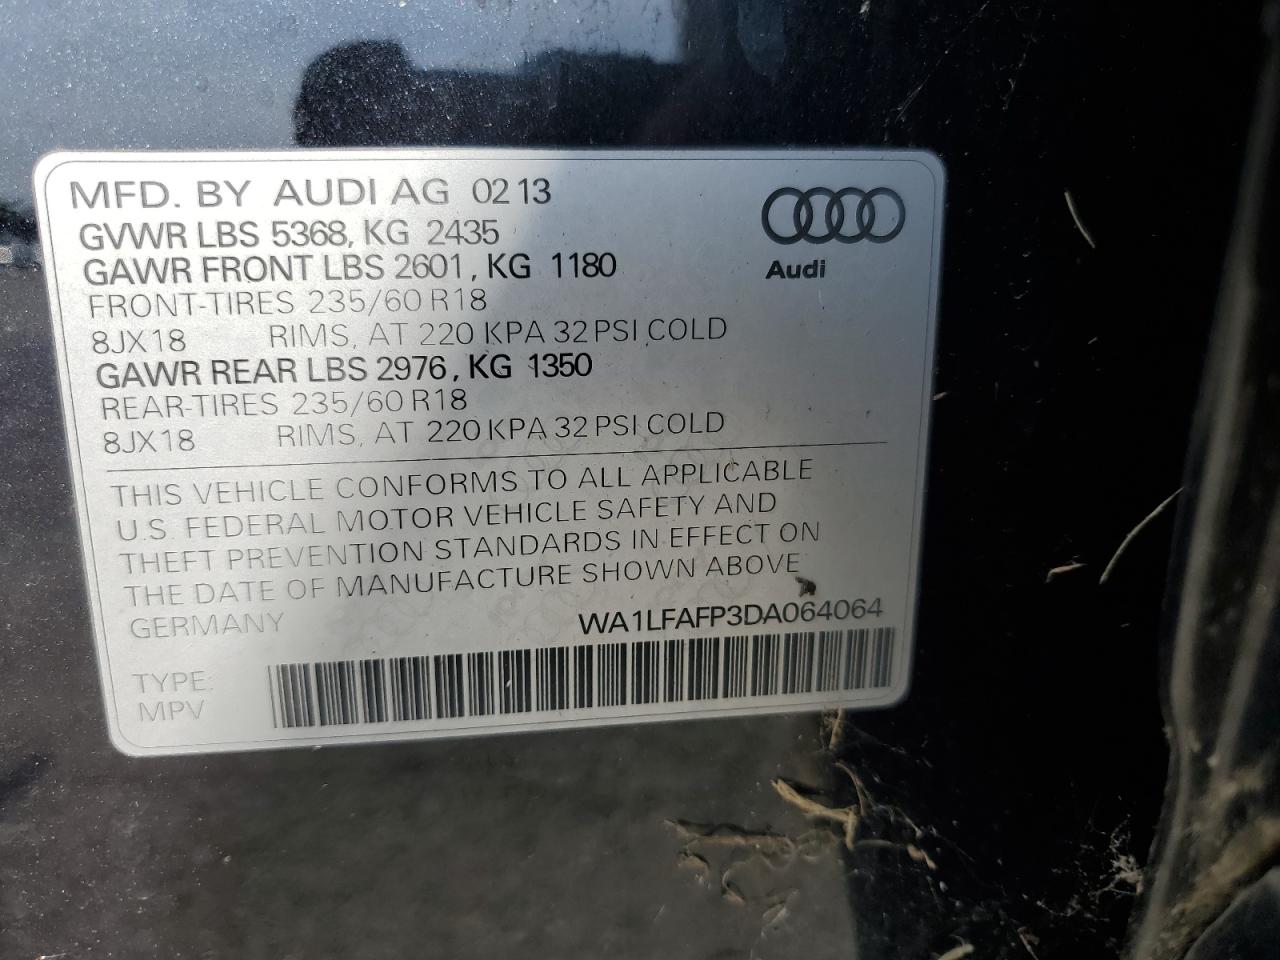 MFD. BY AUDI AG 02 13
GVWR LBS 5368, KG 2435
GAWR FRONT LBS 2601, KG 1180
Audi
FRONT-TIRES 235/60 R18
8JX18 RIMS, AT 220 KPA 32 PSI COLD
GAWR REAR LBS 2976, KG 1350
REAR-TIRES 235/60 R18
8JX18 RIMS, AT 220 KPA 32 PSI COLD
THIS VEHICLE CONFORMS TO ALL APPLICABLE
U.S. FEDERAL MOTOR VEHICLE SAFETY AND
THEFT PREVENTION STANDARDS IN EFFECT ON
THE DATE OF MANUFACTURE SHOWN ABOVE
GERMANY WA1LFAFP3DA064064
TYPE:
MPV